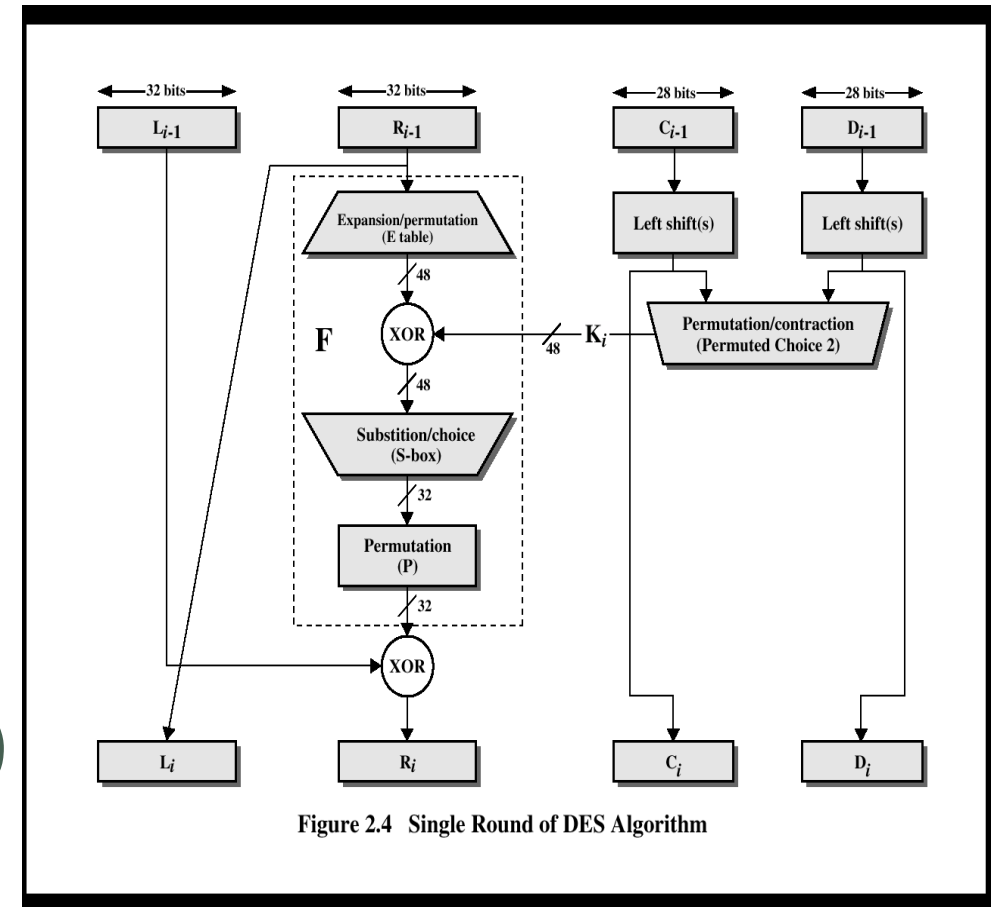 32 bits
32 bits
28 bits
28 bits
Li-1
Ri-1
Ci-1
Di-1
Expansion/permutation
(E table)
Left shift(s)
Left shift(s)
48
F
XOR
48
Ki
Permutation/contraction
(Permuted Choice 2)
48
Substition/choice
(S-box)
32
Permutation
(P)
32
XOR
Li
Ri
Ci
Di
Figure 2.4 Single Round of DES Algorithm